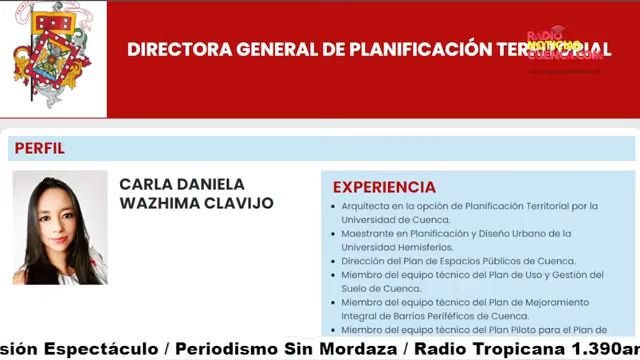 DIRECTORA GENERAL DE PLANIFICACIÓN TERRITORIAL
RADIO
NOTICIAS
CUENCA.COM
PERFIL
CARLA DANIELA
WAZHIMA CLAVIJO
EXPERIENCIA
• Arquitecta en la opción de Planificación Territorial por la
Universidad de Cuenca.
• Maestrante en Planificación y Diseño Urbano de la
Universidad Hemisferios.
• Dirección del Plan de Espacios Públicos de Cuenca.
• Miembro del equipo técnico del Plan de Uso y Gestión del
Suelo de Cuenca.
• Miembro del equipo técnico del Plan de Mejoramiento
Integral de Barrios Periféficos de Cuenca.
• Miembro del equipo técnico del Plan Piloto para el Plan de
sión Espectáculo / Periodismo Sin Mordaza / Radio Tropicana 1.390a